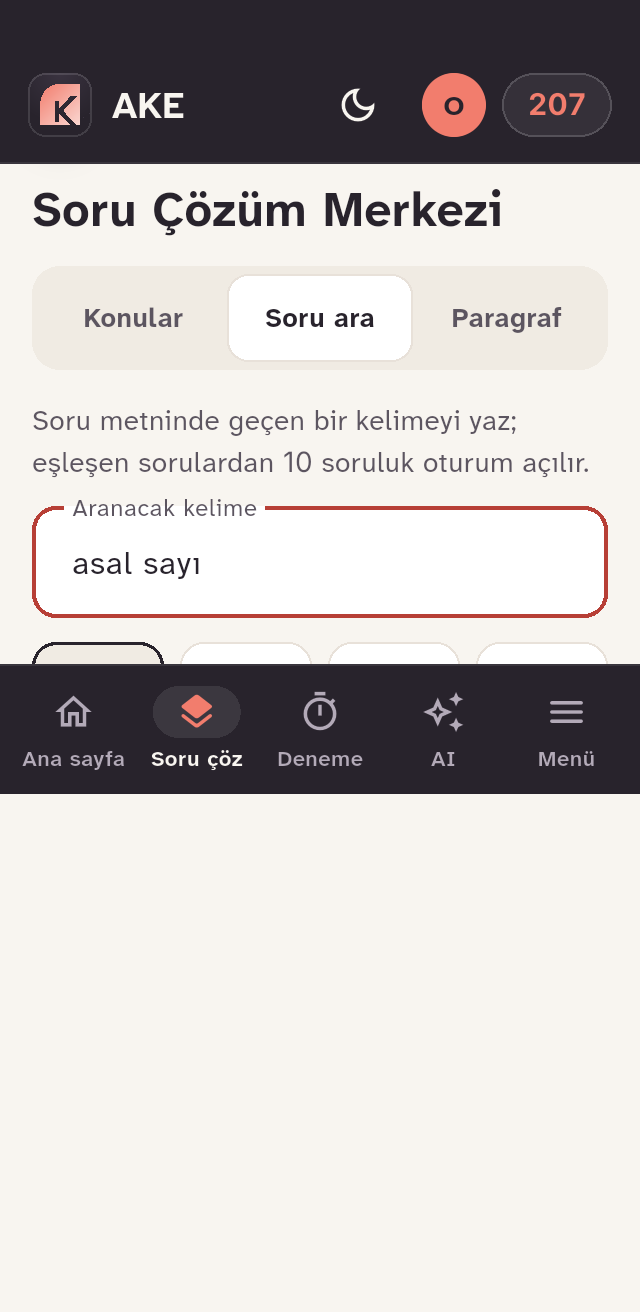 AKE
O
207
Soru Çözüm Merkezi
Konular
Soru ara
Paragraf
Soru metninde geçen bir kelimeyi yaz;
eşleşen sorulardan 10 soruluk oturum açılır.
Aranacak kelime
asal sayı
Ana sayfa
Soru çöz
Deneme
AI
Menü